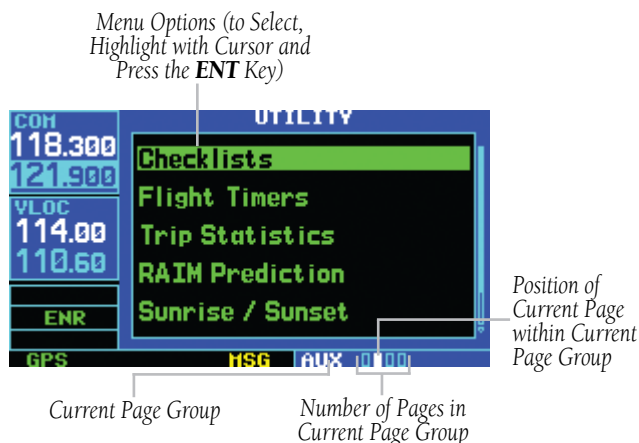 Menu Options (to Select,
Highlight with Cursor and
Press the ENT Key)
UTILITY
COM
118.300
121.900
VLOC
114.00
110.60
ENR
Checklists
Flight Timers
Trip Statistics
RAIM Prediction
Sunrise / Sunset
GPS
MSG
AUX
Position of
Current Page
within Current
Page Group
Current Page Group
Number of Pages in
Current Page Group